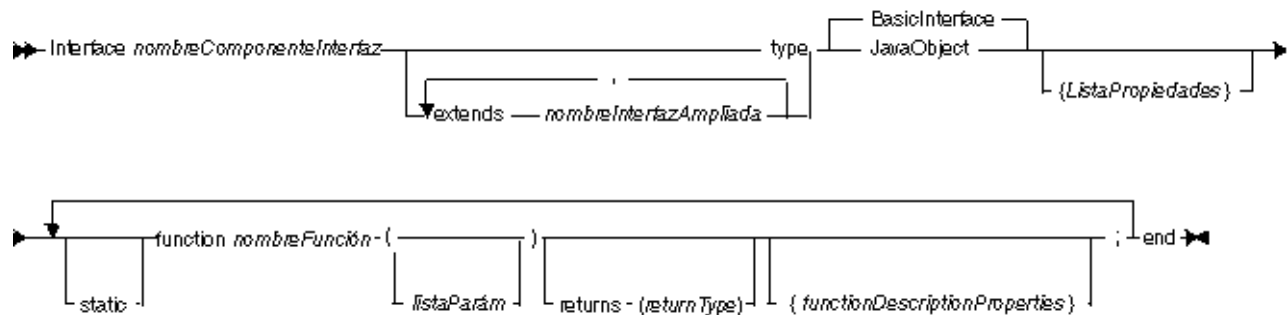 BasicInterface
Interface nombreComponenteInterfaz type JavaObject
,
{ListaPropiedades}
extends nombreInterfazAmpliada
function nombreFunción ( ) ; end
static listaParám returns (returnType) { functionDescriptionProperties }